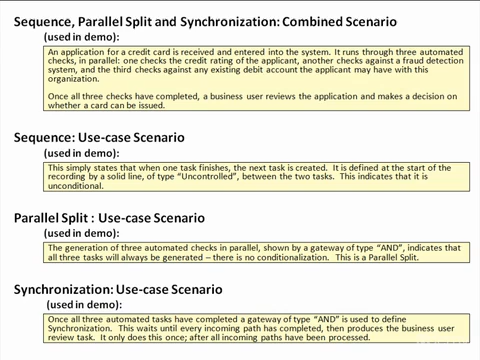 Sequence, Parallel Split and Synchronization: Combined Scenario
(used in demo):
An application for a credit card is received and entered into the system. It runs through three automated
checks, in parallel: one checks the credit rating of the applicant, another checks against a fraud detection
system, and the third checks against any existing debit account the applicant may have with this
organization.
Once all three checks have completed, a business user reviews the application and makes a decision on
whether a card can be issued.
Sequence: Use-case Scenario
(used in demo):
This simply states that when one task finishes, the next task is created. It is defined at the start of the
recording by a solid line, of type “Uncontrolled”, between the two tasks. This indicates that it is
unconditional.
Parallel Split : Use-case Scenario
(used in demo):
The generation of three automated checks in parallel, shown by a gateway of type “AND”, indicates that
all three tasks will always be generated – there is no conditionalization. This is a Parallel Split.
Synchronization: Use-case Scenario
(used in demo):
Once all three automated tasks have completed a gateway of type “AND” is used to define
Synchronization. This waits until every incoming path has completed, then produces the business user
review task. It only does this once; after all incoming paths have been processed.